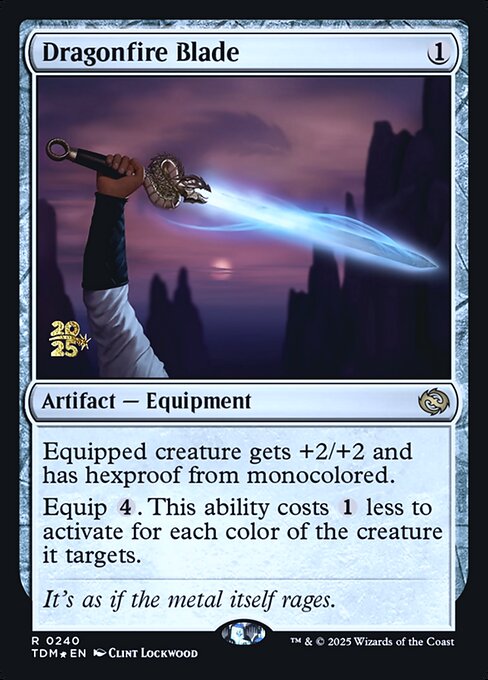 Dragonfire Blade 1
2025
Artifact — Equipment
Equipped creature gets +2/+2 and
has hexproof from monocolored.
Equip 4. This ability costs 1 less to
activate for each color of the creature
it targets.
It's as if the metal itself rages.
R 0240
TDM★EN CLINT LOCKWOOD
™ & © 2025 Wizards of the Coast